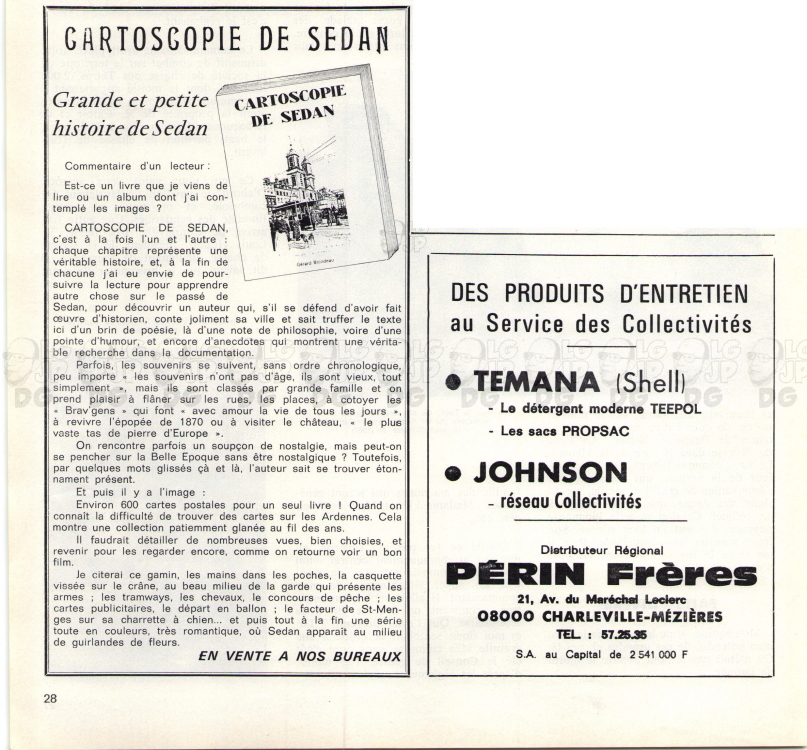 CARTOSCOPIE DE SEDAN
Grande et petite
histoire de Sedan
CARTOSCOPIE
DE SEDAN
Commentaire d'un lecteur :
Est-ce un livre que je viens de
lire ou un album dont j'ai con-
templé les images ?
CARTOSCOPIE DE SEDAN,
c'est à la fois l'un et l'autre :
chaque chapitre représente une
véritable histoire, et, à la fin de
chacune j'ai eu envie de pour-
suivre la lecture pour apprendre
autre chose sur le passé de
Sedan, pour découvrir un auteur qui, s'il se défend d'avoir fait
œuvre d'historien, conte joliment sa ville et sait truffer le texte
ici d'un brin de poésie, là d'une note de philosophie, voire d'une
pointe d'humour, et encore d'anecdotes qui montrent une vérita-
ble recherche dans la documentation.
Parfois, les souvenirs se suivent, sans ordre chronologique,
peu importe « les souvenirs n'ont pas d'âge, ils sont vieux, tout
simplement », mais ils sont classés par grande famille et on
prend plaisir à flâner sur les rues, les places, à cotoyer les
« Brav'gens » qui font « avec amour la vie de tous les jours »,
à revivre l'épopée de 1870 ou à visiter le château, « le plus
vaste tas de pierre d'Europe ».
On rencontre parfois un soupçon de nostalgie, mais peut-on
se pencher sur la Belle Epoque sans être nostalgique ? Toutefois,
par quelques mots glissés çà et là, l'auteur sait se trouver éton-
nament présent.
Et puis il y a l'image :
Environ 600 cartes postales pour un seul livre ! Quand on
connaît la difficulté de trouver des cartes sur les Ardennes. Cela
montre une collection patiemment glanée au fil des ans.
Il faudrait détailler de nombreuses vues, bien choisies, et
revenir pour les regarder encore, comme on retourne voir un bon
film.
Je citerai ce gamin, les mains dans les poches, la casquette
vissée sur le crâne, au beau milieu de la garde qui présente les
armes ; les tramways, les chevaux, le concours de pêche ; les
cartes publicitaires, le départ en ballon ; le facteur de St-Men-
ges sur sa charrette à chien... et puis tout à la fin une série
toute en couleurs, très romantique, où Sedan apparaît au milieu
de guirlandes de fleurs.
EN VENTE A NOS BUREAUX
28
DES PRODUITS D'ENTRETIEN
au Service des Collectivités
● TEMANA (Shell)
- Le détergent moderne TEEPOL
- Les sacs PROPSAC
● JOHNSON
- réseau Collectivités
Distributeur Régional
PÉRIN Frères
21, Av. du Maréchal Leclerc
08000 CHARLEVILLE-MÉZIÈRES
TEL. : 57.25.35
S.A. au Capital de 2 541 000 F